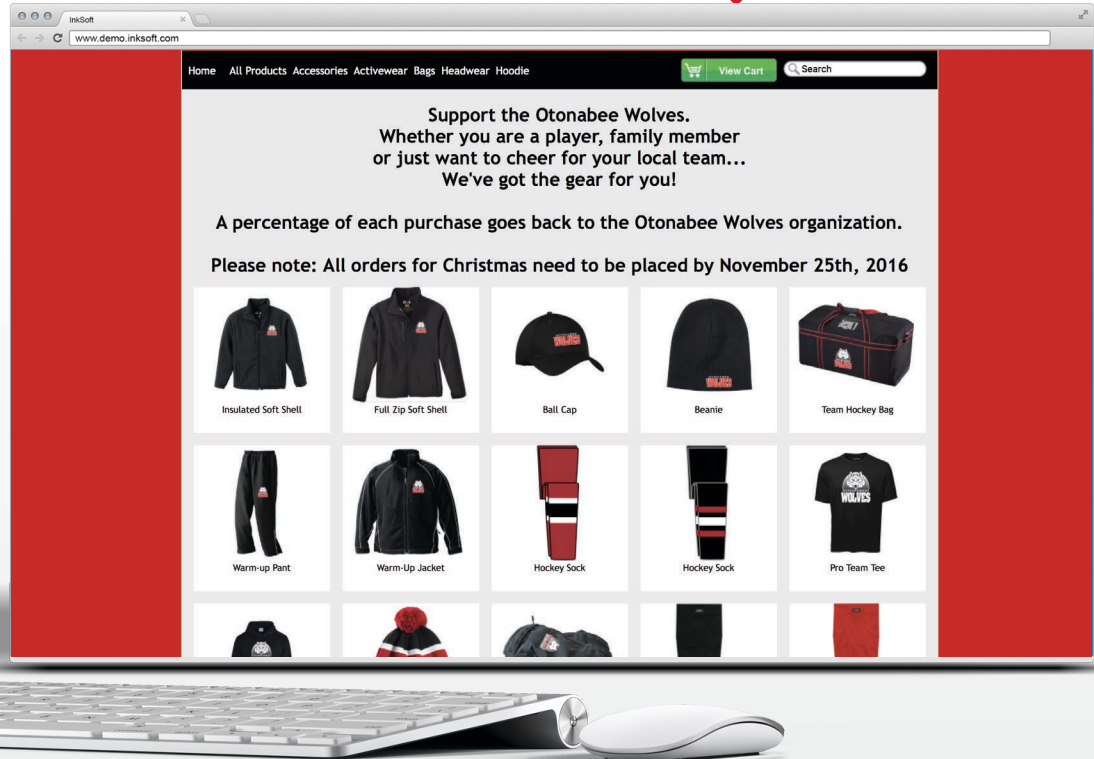 InkSoft
www.demo.inksoft.com
Home All Products Accessories Activewear Bags Headwear Hoodie View Cart Search
Support the Otonabee Wolves.
Whether you are a player, family member
or just want to cheer for your local team...
We've got the gear for you!
A percentage of each purchase goes back to the Otonabee Wolves organization.
Please note: All orders for Christmas need to be placed by November 25th, 2016
WOLVES
WOLVES
Insulated Soft Shell Full Zip Soft Shell Ball Cap Beanie Team Hockey Bag
WOLVES
Warm-up Pant Warm-Up Jacket Hockey Sock Hockey Sock Pro Team Tee